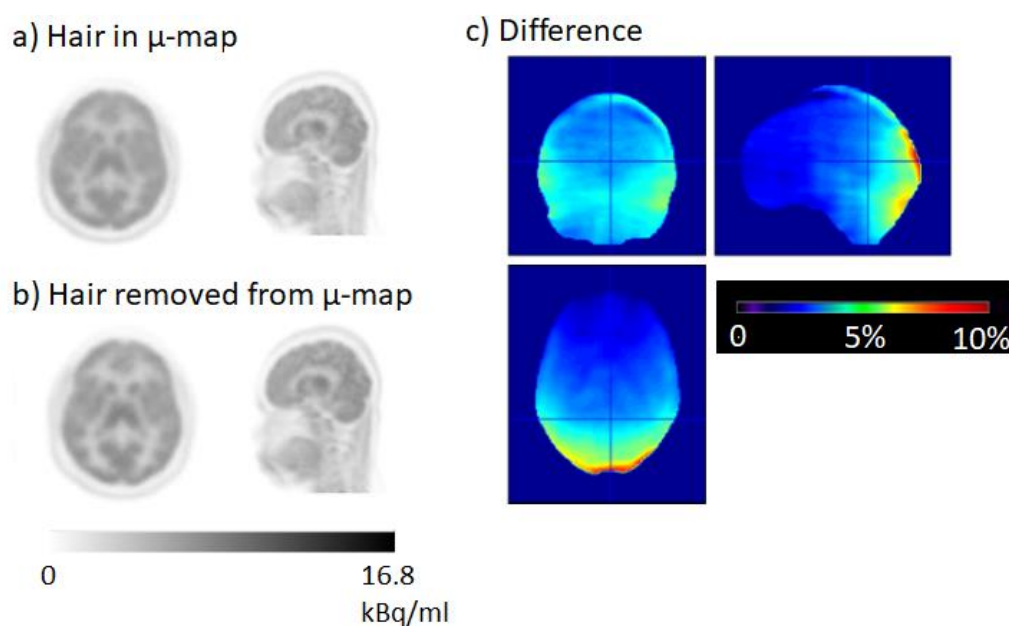 a) Hair in μ-map
b) Hair removed from μ-map
0
16.8
kBq/ml
c) Difference
0
5%
10%